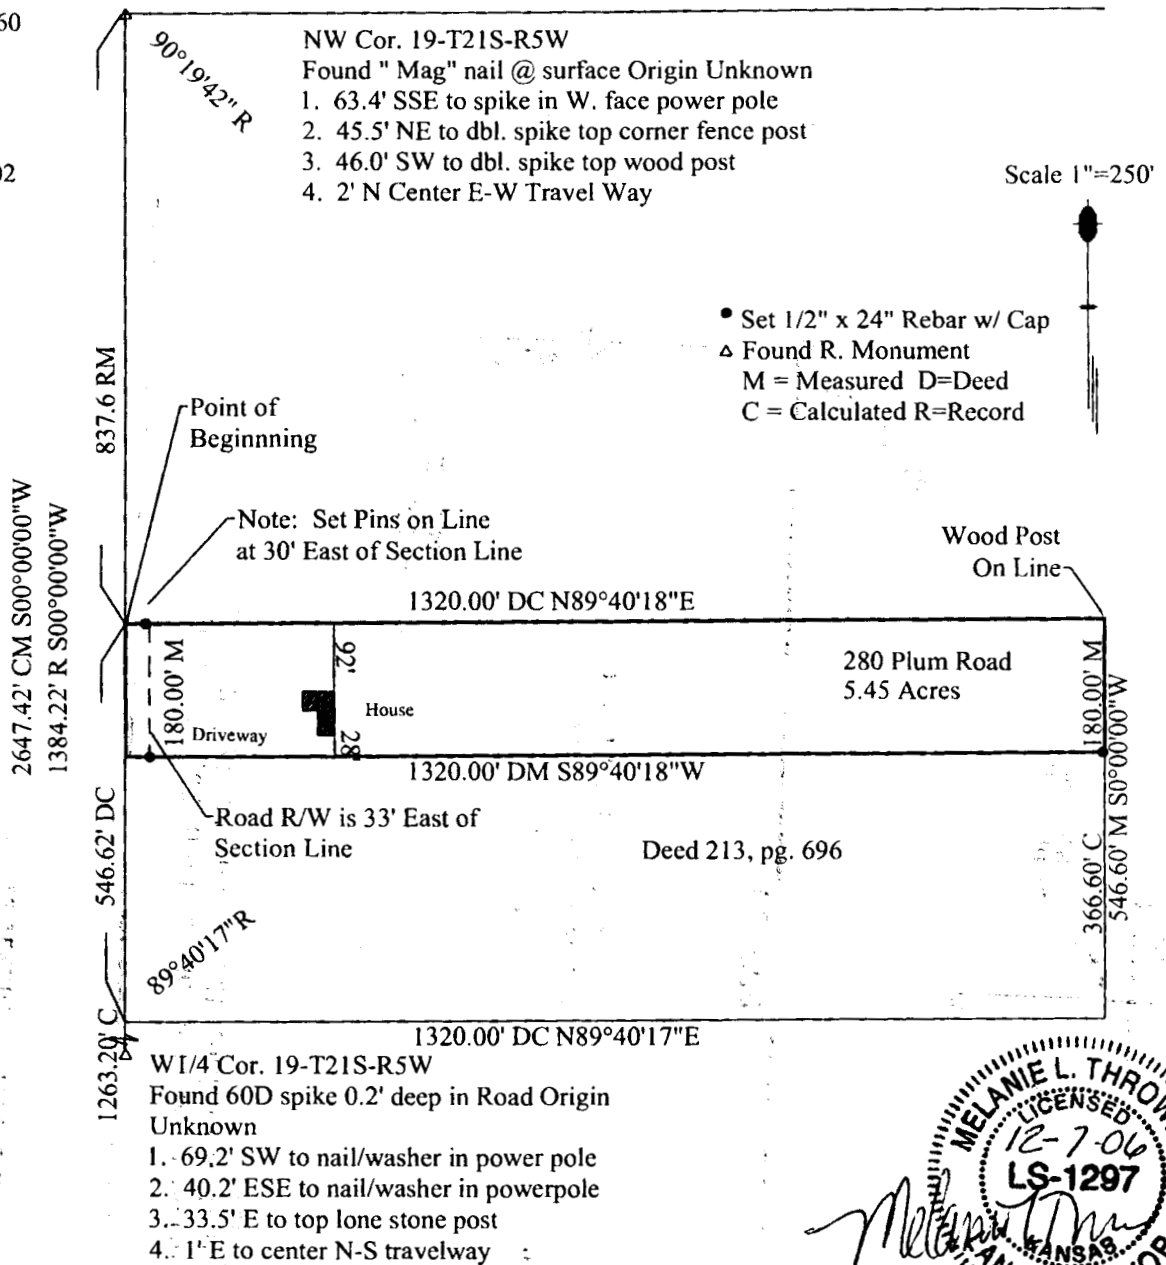 60
02
90°19'42" R
NW Cor. 19-T21S-R5W
Found " Mag" nail @ surface Origin Unknown
1. 63.4' SSE to spike in W. face power pole
2. 45.5' NE to dbl. spike top corner fence post
3. 46.0' SW to dbl. spike top wood post
4. 2' N Center E-W Travel Way
Scale 1"=250'
Set 1/2" x 24" Rebar w/ Cap
Found R. Monument
M = Measured D=Deed
C = Calculated R=Record
837.6 RM
Point of
Beginnning
2647.42' CM S00°00'00"W
1384.22' R S00°00'00"W
Note: Set Pins on Line
at 30' East of Section Line
Wood Post
On Line
1320.00' DC N89°40'18"E
180.00' M
92'
House
Driveway
28'
280 Plum Road
5.45 Acres
180.00' M
1320.00' DM S89°40'18"W
Road R/W is 33' East of
Section Line
Deed 213, pg. 696
546.62' DC
366.60' C
546.60' M S0°00'00"W
89°40'17"R
1320.00' DC N89°40'17"E
1263.20' C
W1/4 Cor. 19-T21S-R5W
Found 60D spike 0.2' deep in Road Origin
Unknown
1. 69.2' SW to nail/washer in power pole
2. 40.2' ESE to nail/washer in powerpole
3. 33.5' E to top lone stone post
4. 1' E to center N-S travelway
MELANIE L. THROW
LICENSED
12-7-06
LS-1297
KANSAS